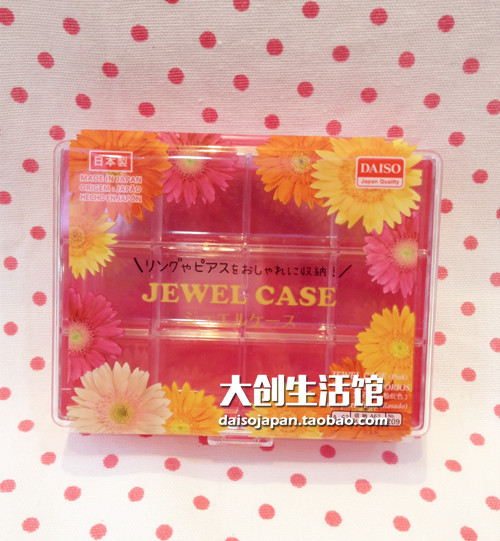 日本製
MADE IN JAPAN
ORIGEM : JAPÃO
HECHO EN JAPÓN
DAISO
Japan Quality
リングやピアスをおしゃれに収納!
JEWEL CASE
ジュエルケース
JEWEL
大创生活馆
daisojapan.taobao.com